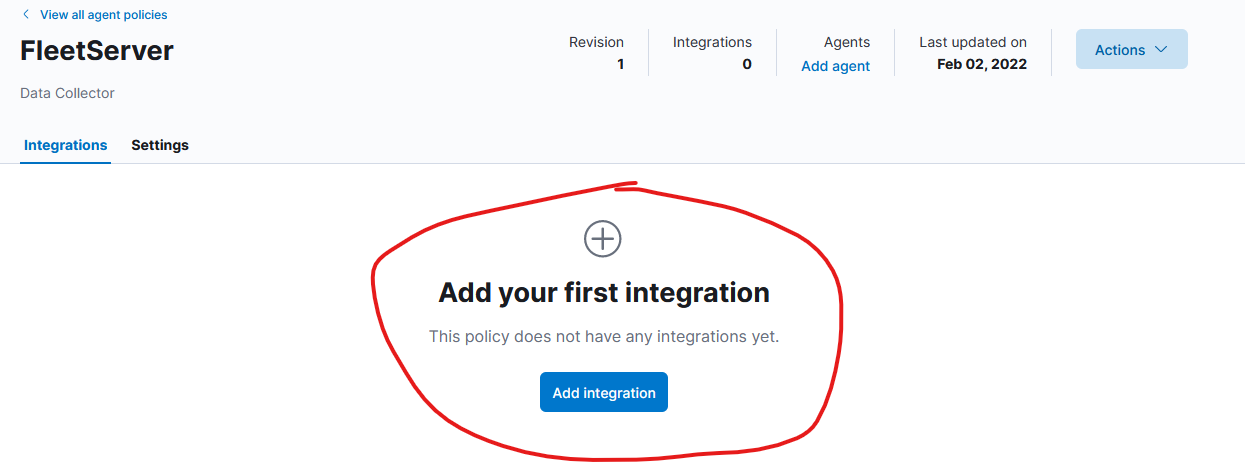 View all agent policies
FleetServer
Data Collector
Revision
1
Integrations
0
Agents
Add agent
Last updated on
Feb 02, 2022
Actions
Integrations
Settings
Add your first integration
This policy does not have any integrations yet.
Add integration